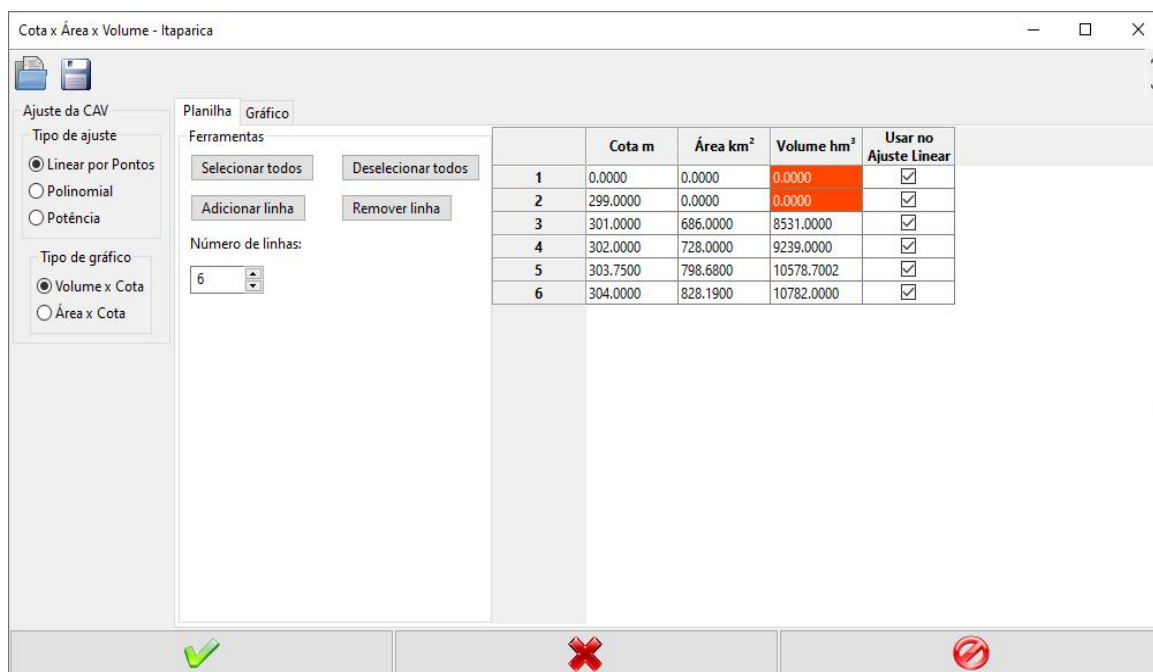 Cota x Área x Volume - Itaparica
Ajuste da CAV
Tipo de ajuste
Linear por Pontos
Polinomial
Potência
Tipo de gráfico
Volume x Cota
Área x Cota
Planilha Gráfico
Ferramentas
Selecionar todos Deselecionar todos
Adicionar linha Remover linha
Número de linhas:
6
Cota m Área km² Volume hm³ Usar no Ajuste Linear
1 0.0000 0.0000 0.0000
2 299.0000 0.0000 0.0000
3 301.0000 686.0000 8531.0000
4 302.0000 728.0000 9239.0000
5 303.7500 798.6800 10578.7002
6 304.0000 828.1900 10782.0000